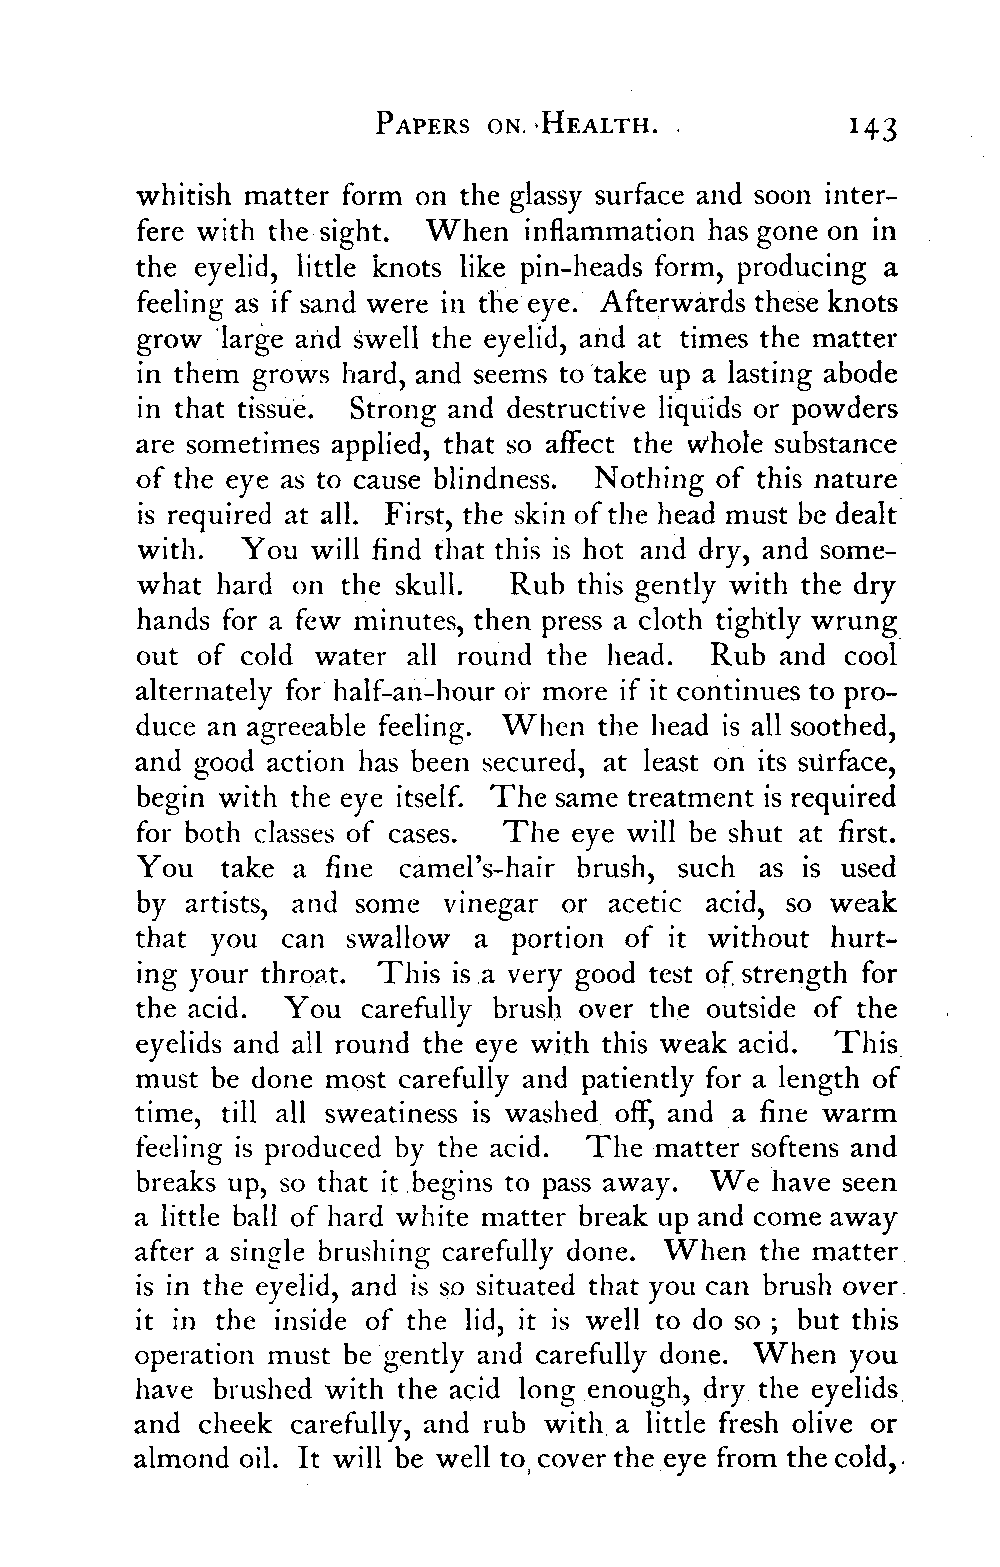 PAPERS ON HEALTH. 143
whitish matter form on the glassy surface and soon inter-
fere with the sight. When inflammation has gone on in
the eyelid, little knots like pin-heads form, producing a
feeling as if sand were in the eye. Afterwards these knots
grow large and swell the eyelid, and at times the matter
in them grows hard, and seems to take up a lasting abode
in that tissue. Strong and destructive liquids or powders
are sometimes applied, that so affect the whole substance
of the eye as to cause blindness. Nothing of this nature
is required at all. First, the skin of the head must be dealt
with. You will find that this is hot and dry, and some-
what hard on the skull. Rub this gently with the dry
hands for a few minutes, then press a cloth tightly wrung
out of cold water all round the head. Rub and cool
alternately for half-an-hour or more if it continues to pro-
duce an agreeable feeling. When the head is all soothed,
and good action has been secured, at least on its surface,
begin with the eye itself. The same treatment is required
for both classes of cases. The eye will be shut at first.
You take a fine camel's-hair brush, such as is used
by artists, and some vinegar or acetic acid, so weak
that you can swallow a portion of it without hurt-
ing your throat. This is a very good test of strength for
the acid. You carefully brush over the outside of the
eyelids and all round the eye with this weak acid. This
must be done most carefully and patiently for a length of
time, till all sweatiness is washed off, and a fine warm
feeling is produced by the acid. The matter softens and
breaks up, so that it begins to pass away. We have seen
a little ball of hard white matter break up and come away
after a single brushing carefully done. When the matter
is in the eyelid, and is so situated that you can brush over
it in the inside of the lid, it is well to do so ; but this
operation must be gently and carefully done. When you
have brushed with the acid long enough, dry the eyelids
and cheek carefully, and rub with a little fresh olive or
almond oil. It will be well to cover the eye from the cold,